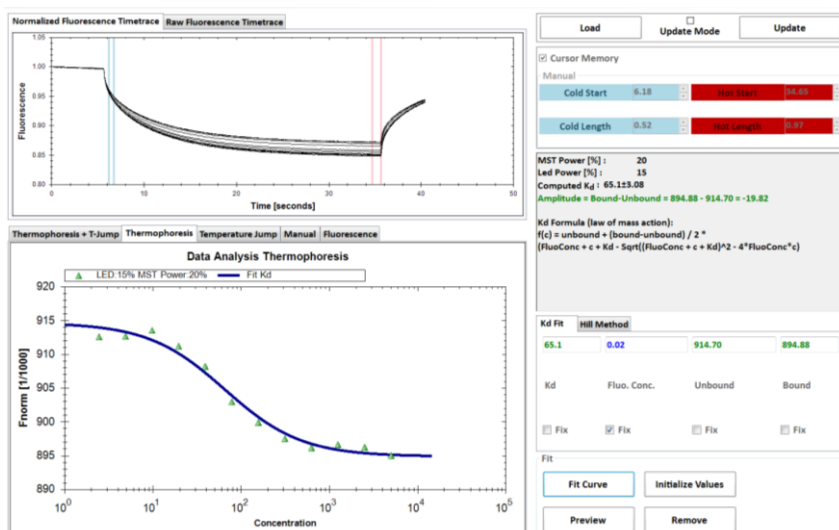 Normalized Fluorescence Timetrace Raw Fluorescence Timetrace
1.05
1.00
0.95
0.90
0.85
0.80
Fluorescence
0 10 20 30 40 50
Time [seconds]
Thermophoresis + T-Jump Thermophoresis Temperature Jump Manual Fluorescence
Data Analysis Thermophoresis
LED:15% MST Power:20% Fit Kd
920
915
910
905
900
895
890
Fnorm [1/1000]
10^0 10^1 10^2 10^3 10^4 10^5
Concentration
Load Update Mode Update
Cursor Memory
Manual
Cold Start 6.18 Hot Start 34.65
Cold Length 0.52 Hot Length 0.97
MST Power [%] : 20
Led Power [%] : 15
Computed Kd : 65.1±3.08
Amplitude = Bound-Unbound = 894.88 - 914.70 = -19.82
Kd Formula (law of mass action):
f(c) = unbound + (bound-unbound) / 2 *
(FluoConc + c + Kd - Sqrt((FluoConc + c + Kd)^2 - 4*FluoConc*c)
Kd Fit Hill Method
65.1 0.02 914.70 894.88
Kd Fluo. Conc. Unbound Bound
Fix Fix Fix Fix
Fit
Fit Curve Initialize Values
Preview Remove